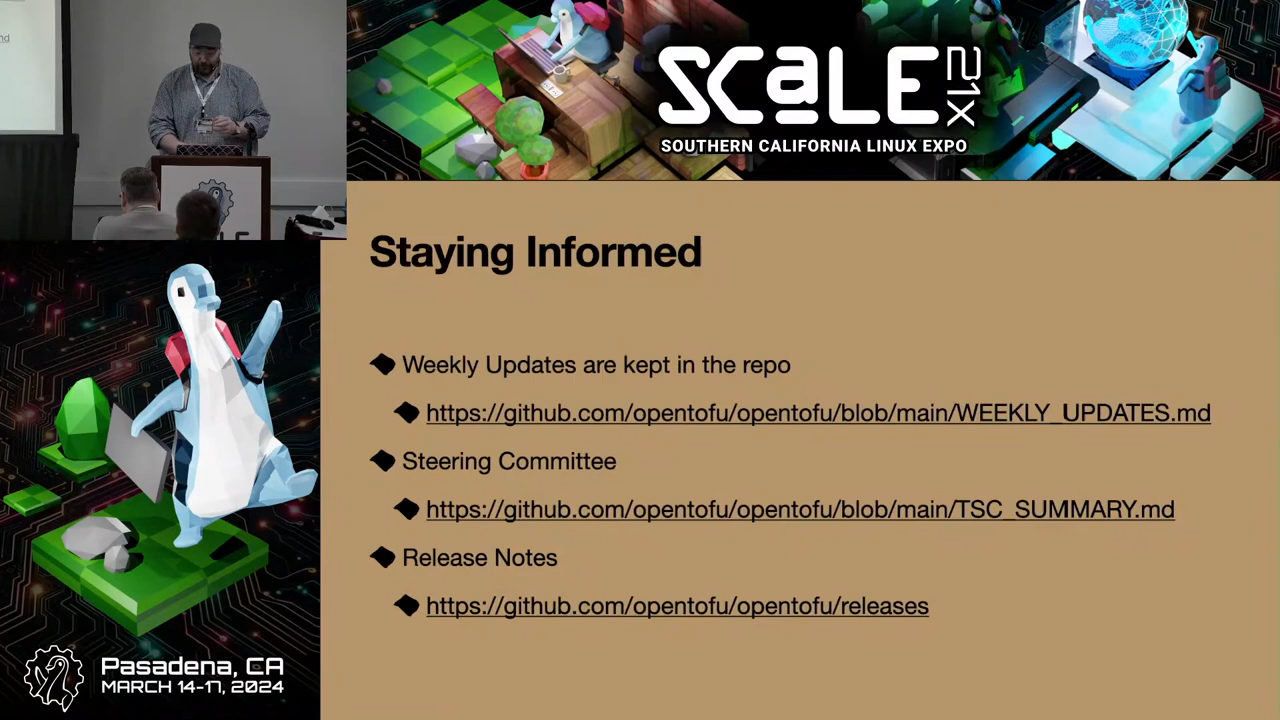 nd
SCaLE 21X
SOUTHERN CALIFORNIA LINUX EXPO
Staying Informed
Weekly Updates are kept in the repo
https://github.com/opentofu/opentofu/blob/main/WEEKLY_UPDATES.md
Steering Committee
https://github.com/opentofu/opentofu/blob/main/TSC_SUMMARY.md
Release Notes
https://github.com/opentofu/opentofu/releases
Pasadena, CA
MARCH 14-17, 2024